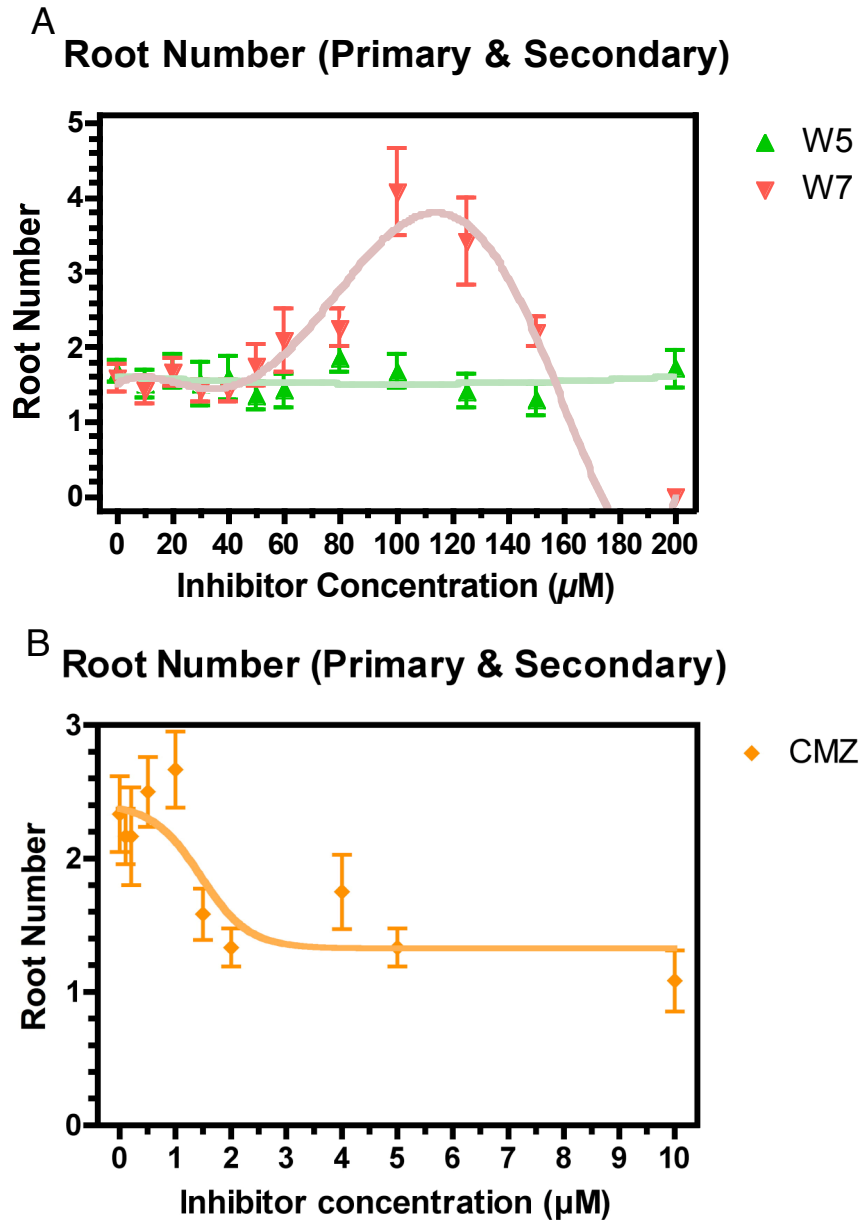 A
Root Number (Primary & Secondary)
5
4
3
2
1
0
Root Number
0 20 40 60 80 100 120 140 160 180 200
Inhibitor Concentration (µM)
W5
W7
B
Root Number (Primary & Secondary)
3
2
1
0
Root Number
0 1 2 3 4 5 6 7 8 9 10
Inhibitor concentration (µM)
CMZ